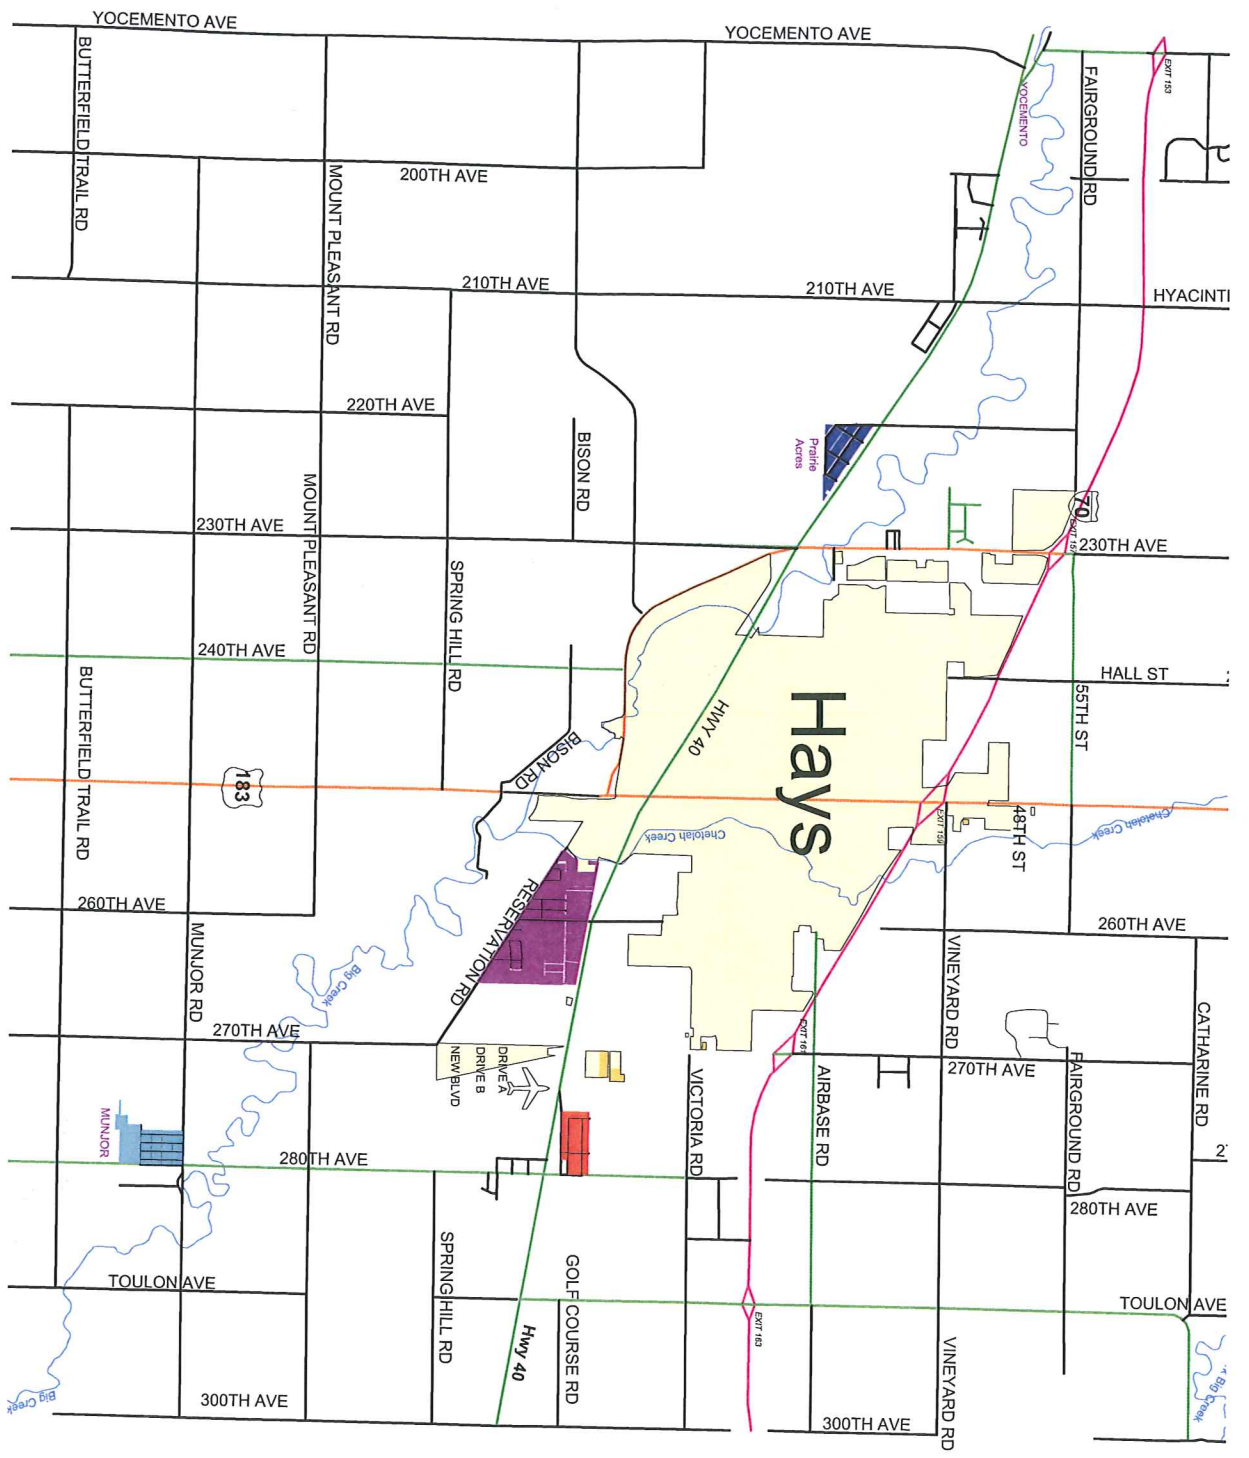 YOCEMENTO AVE
YOCEMENTO AVE
BUTTERFIELD TRAIL RD
FAIRGROUND RD
EXIT 153
YOCEMENTO
200TH AVE
MOUNT PLEASANT RD
210TH AVE
210TH AVE
HYACINTI
220TH AVE
BISON RD
Prairie
Acres
MOUNT PLEASANT RD
70
EXIT 157
230TH AVE
230TH AVE
SPRING HILL RD
240TH AVE
BUTTERFIELD TRAIL RD
HALL ST
55TH ST
HWY 40
Hays
BISON RD
183
48TH ST
EXIT 159
Chetolah Creek
Chetolah Creek
260TH AVE
260TH AVE
RESERVATION RD
MUNJOR RD
VINEYARD RD
Big Creek
CATHARINE RD
270TH AVE
EXIT 161
270TH AVE
DRIVE A
DRIVE B
NEW BLVD
VICTORIA RD
AIRBASE RD
FAIRGROUND RD
MUNJOR
280TH AVE
280TH AVE
SPRING HILL RD
GOLF COURSE RD
TOULON AVE
TOULON AVE
EXIT 163
Hwy 40
VINEYARD RD
Big Creek
Big Creek
300TH AVE
300TH AVE